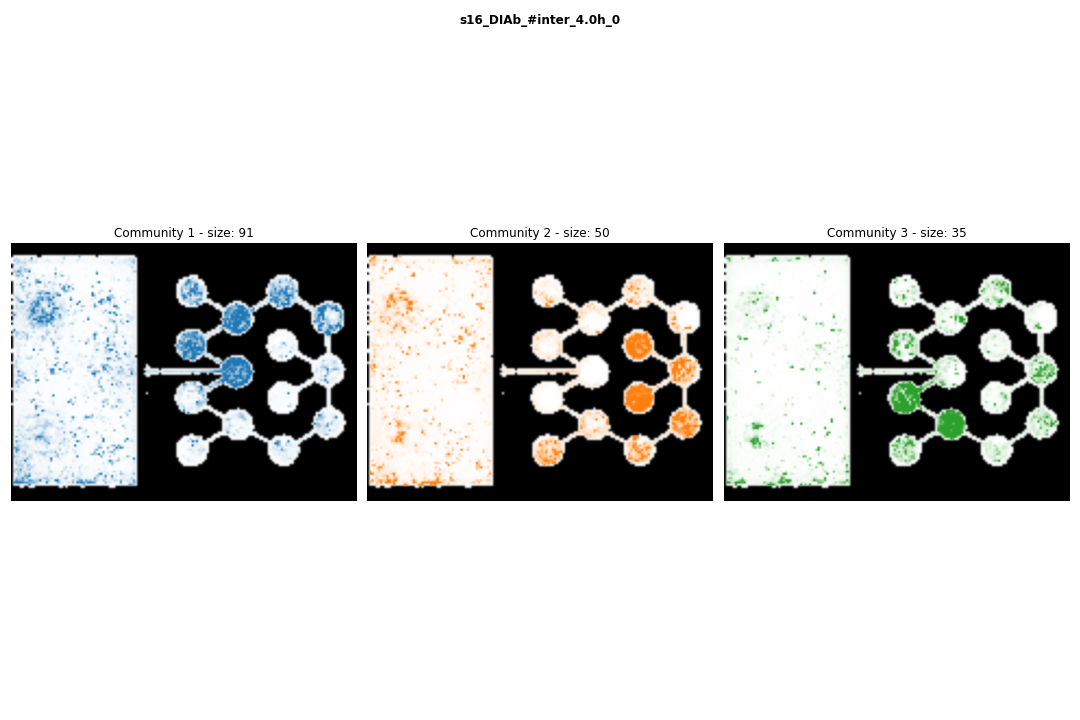 s16_DIAb_#inter_4.0h_0
Community 1 - size: 91
Community 2 - size: 50
Community 3 - size: 35